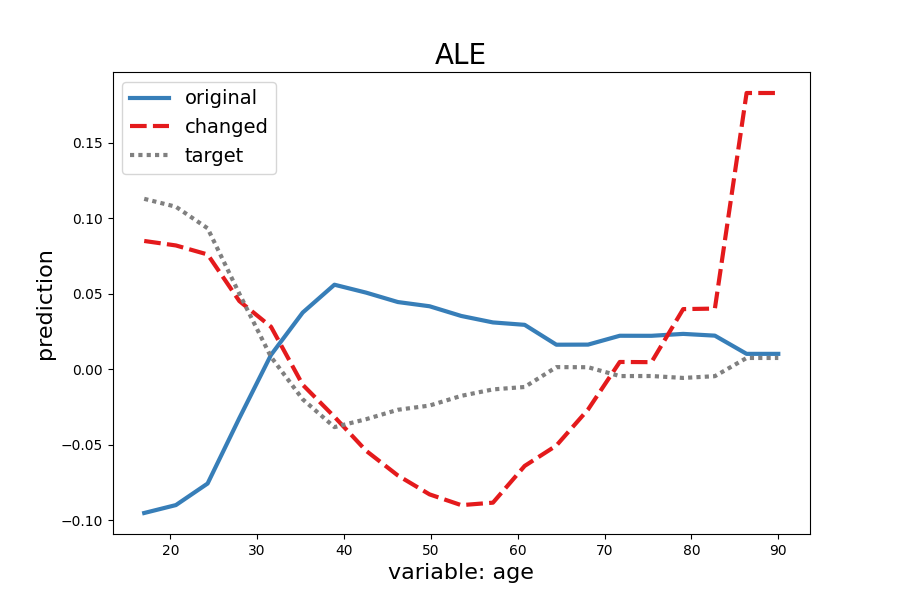 ALE
original
changed
target
prediction
0.15
0.10
0.05
0.00
−0.05
−0.10
20 30 40 50 60 70 80 90
variable: age